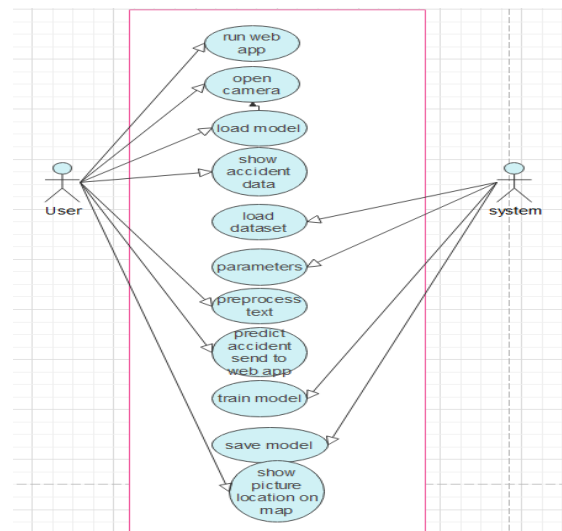 run web
app
open
camera
load model
show
accident
data
User
system
load
dataset
parameters
preprocess
text
predict
accident
send to
web app
train model
save model
show
picture
location on
map